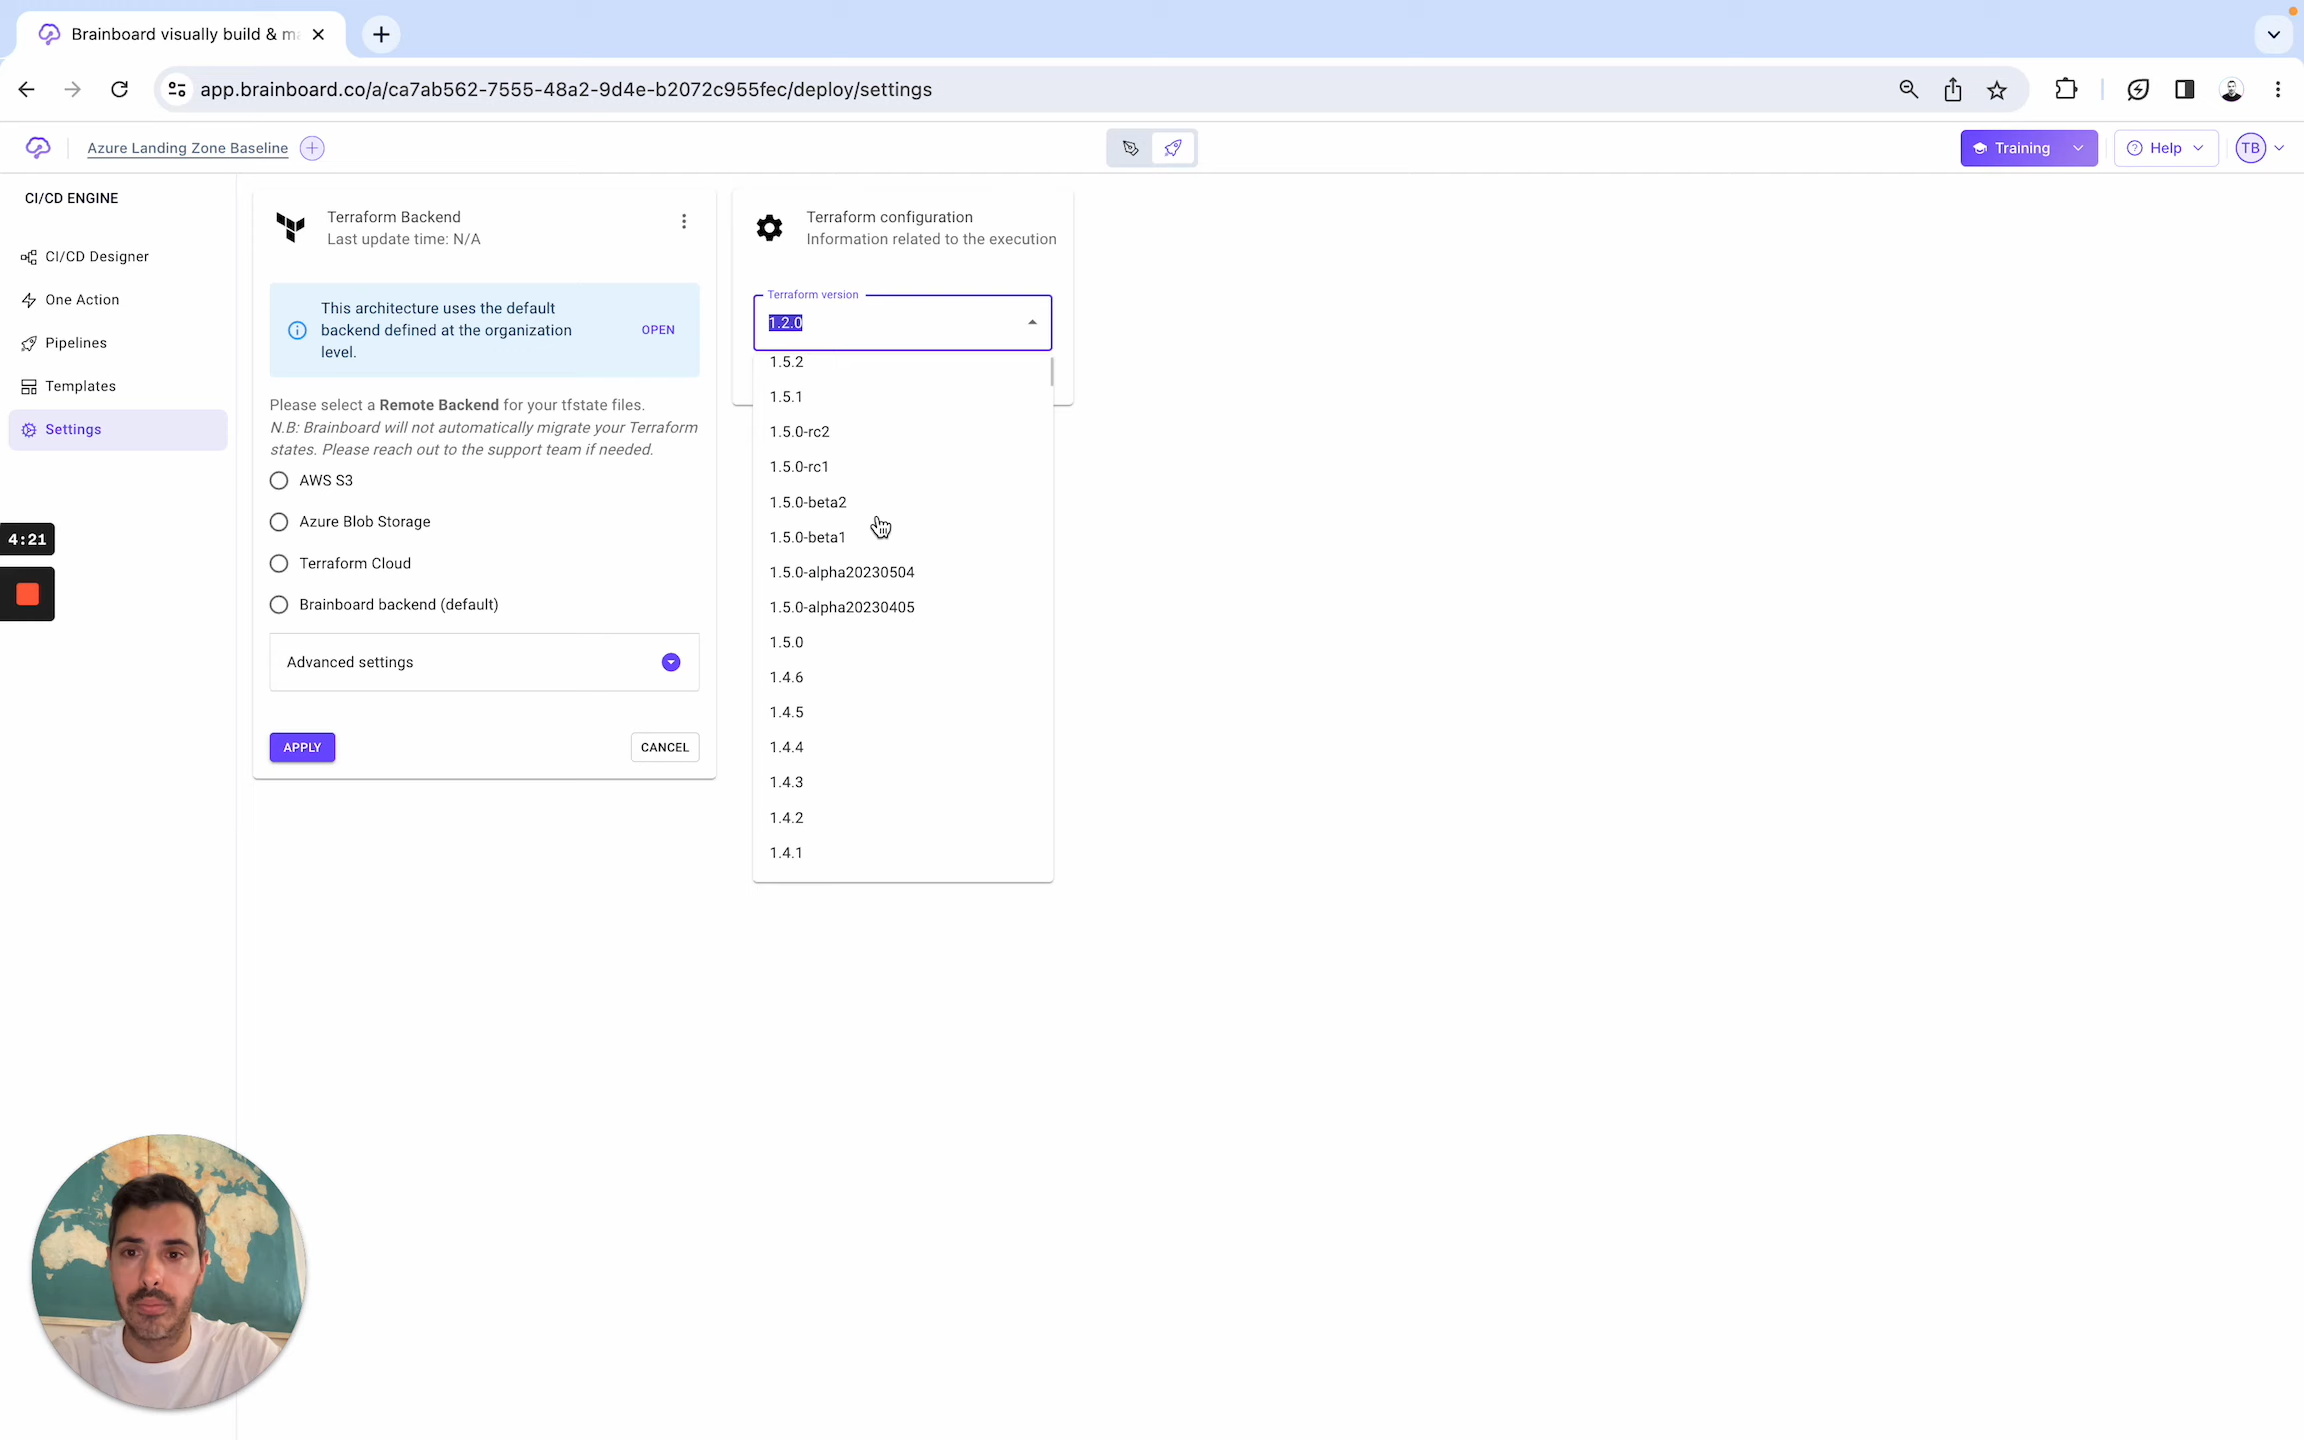 Brainboard visually build & ma
app.brainboard.co/a/ca7ab562-7555-48a2-9d4e-b2072c955fec/deploy/settings
Azure Landing Zone Baseline
Training
Help
TB
CI/CD ENGINE
CI/CD Designer
One Action
Pipelines
Templates
Settings
4:21
Terraform Backend
Last update time: N/A
This architecture uses the default
backend defined at the organization
level.
OPEN
Please select a Remote Backend for your tfstate files.
N.B: Brainboard will not automatically migrate your Terraform
states. Please reach out to the support team if needed.
AWS S3
Azure Blob Storage
Terraform Cloud
Brainboard backend (default)
Advanced settings
APPLY
CANCEL
Terraform configuration
Information related to the execution
Terraform version
1.2.0
1.5.2
1.5.1
1.5.0-rc2
1.5.0-rc1
1.5.0-beta2
1.5.0-beta1
1.5.0-alpha20230504
1.5.0-alpha20230405
1.5.0
1.4.6
1.4.5
1.4.4
1.4.3
1.4.2
1.4.1